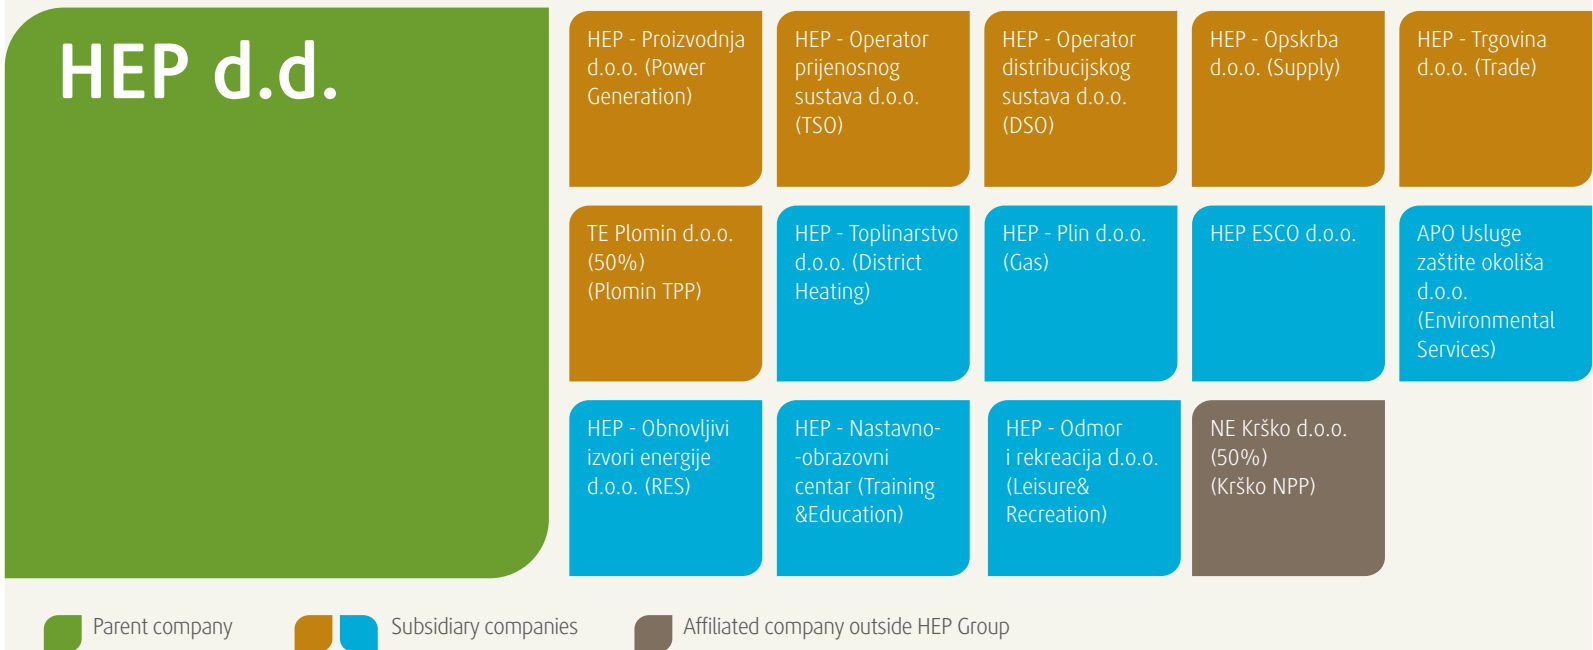 HEP d.d.
HEP - Proizvodnja
d.o.o. (Power
Generation)
HEP - Operator
prijenosnog
sustava d.o.o.
(TSO)
HEP - Operator
distribucijskog
sustava d.o.o.
(DSO)
HEP - Opskrba
d.o.o. (Supply)
HEP - Trgovina
d.o.o. (Trade)
TE Plomin d.o.o.
(50%)
(Plomin TPP)
HEP - Toplinarstvo
d.o.o. (District
Heating)
HEP - Plin d.o.o.
(Gas)
HEP ESCO d.o.o.
APO Usluge
zaštite okoliša
d.o.o.
(Environmental
Services)
HEP - Obnovljivi
izvori energije
d.o.o. (RES)
HEP - Nastavno-
-obrazovni
centar (Training
&Education)
HEP - Odmor
i rekreacija d.o.o.
(Leisure&
Recreation)
NE Krško d.o.o.
(50%)
(Krško NPP)
Parent company
Subsidiary companies
Affiliated company outside HEP Group